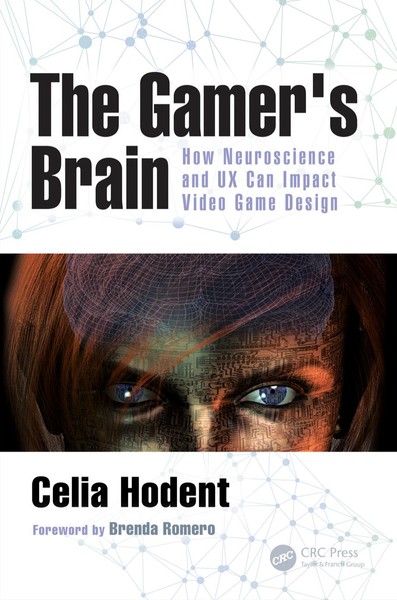 The Gamer's
Brain
How Neuroscience
and UX Can Impact
Video Game Design
Celia Hodent
Foreword by Brenda Romero
CRC
CRC Press
Taylor & Francis Group